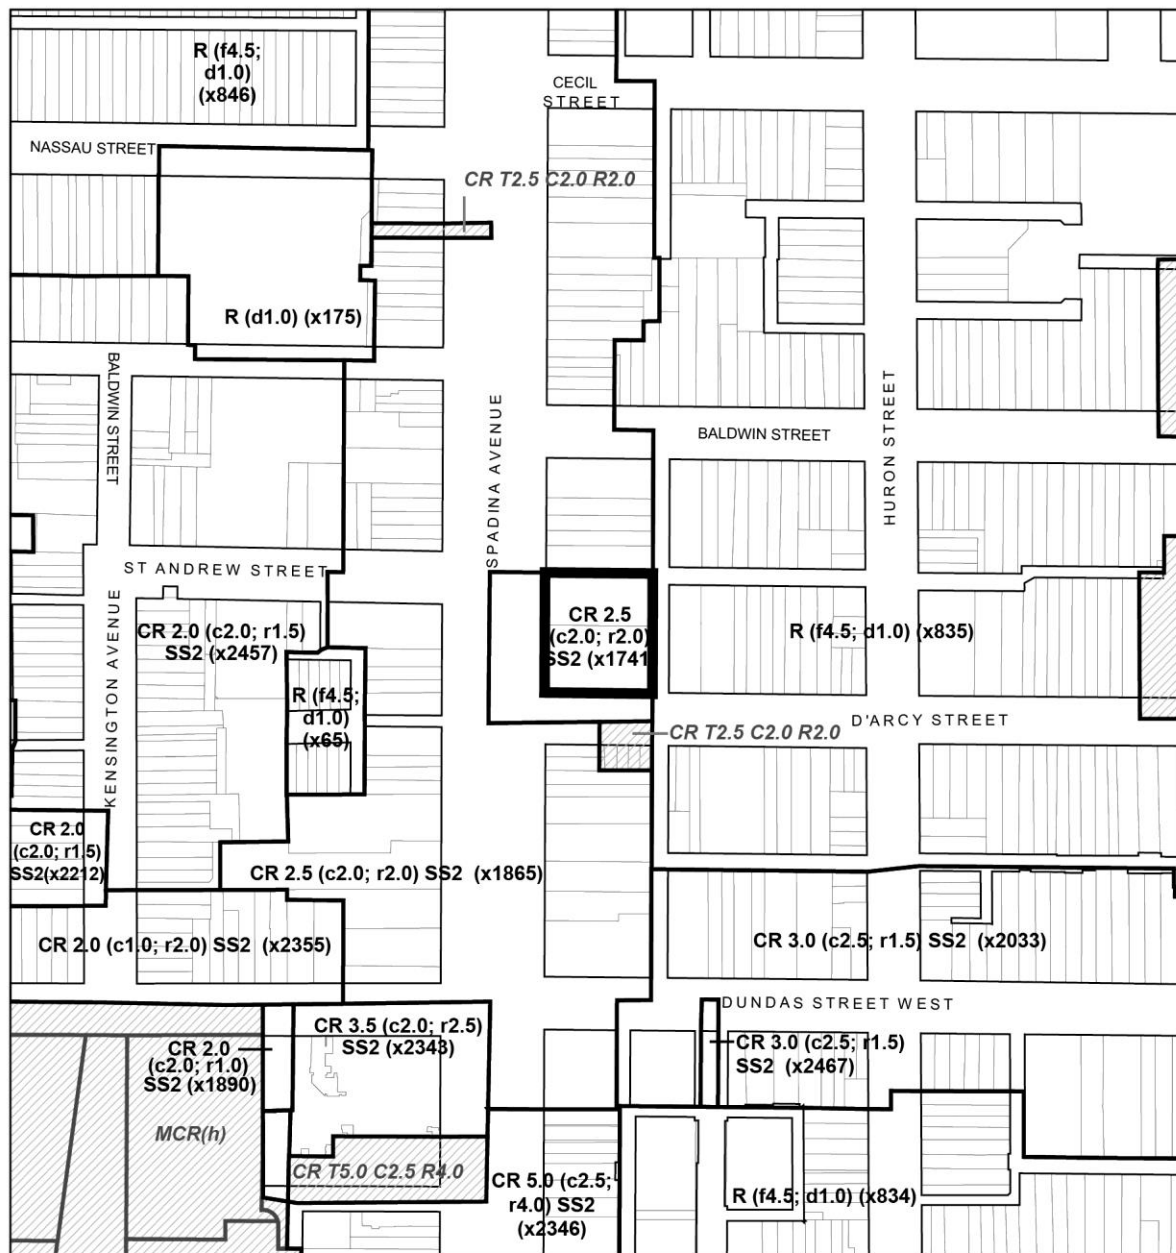 R (f4.5;
d1.0)
(x846)
CECIL
STREET
NASSAU STREET
CR T2.5 C2.0 R2.0
R (d1.0) (x175)
BALDWIN STREET
SPADINA AVENUE
HURON STREET
BALDWIN STREET
ST ANDREW STREET
KENSINGTON AVENUE
CR 2.0 (c2.0; r1.5)
SS2 (x2457)
CR 2.5
(c2.0; r2.0)
SS2 (x1741
R (f4.5; d1.0) (x835)
R (f4.5;
d1.0)
(x65)
D'ARCY STREET
CR T2.5 C2.0 R2.0
CR 2.0
(c2.0; r1.5)
SS2(x2212)
CR 2.5 (c2.0; r2.0) SS2 (x1865)
CR 2.0 (c1.0; r2.0) SS2 (x2355)
CR 3.0 (c2.5; r1.5) SS2 (x2033)
DUNDAS STREET WEST
CR 3.5 (c2.0; r2.5)
SS2 (x2343)
CR 2.0
(c2.0; r1.0)
SS2 (x1890)
CR 3.0 (c2.5; r1.5)
SS2 (x2467)
MCR(h)
CR T5.0 C2.5 R4.0
CR 5.0 (c2.5;
r4.0) SS2
(x2346)
R (f4.5; d1.0) (x834)